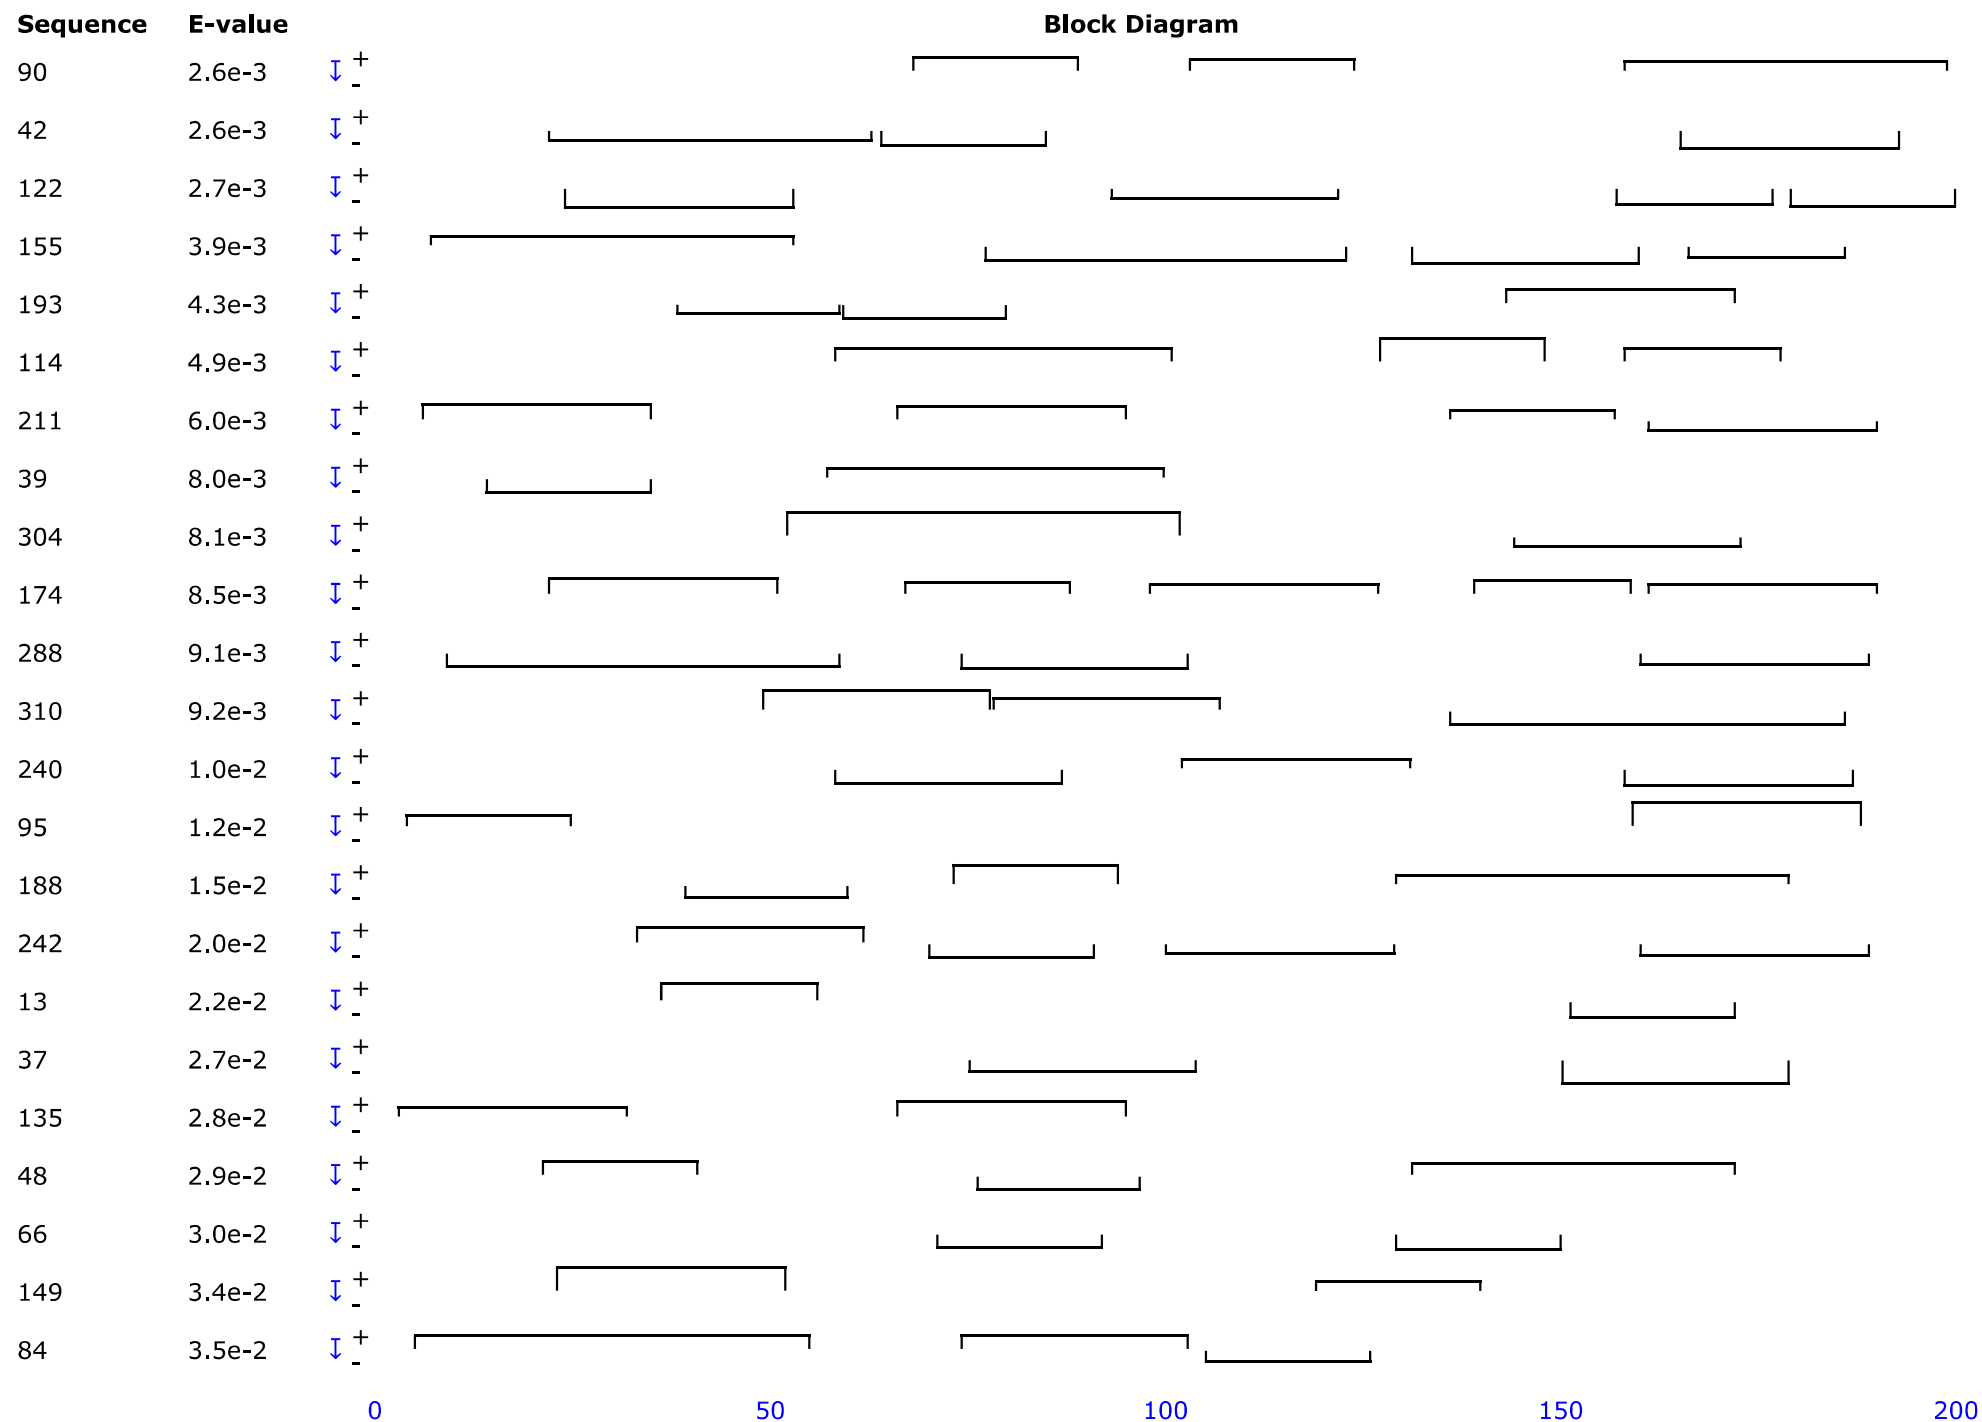 Sequence E-value Block Diagram
90 2.6e-3 ↧ +
-
42 2.6e-3 ↧ +
-
122 2.7e-3 ↧ +
-
155 3.9e-3 ↧ +
-
193 4.3e-3 ↧ +
-
114 4.9e-3 ↧ +
-
211 6.0e-3 ↧ +
-
39 8.0e-3 ↧ +
-
304 8.1e-3 ↧ +
-
174 8.5e-3 ↧ +
-
288 9.1e-3 ↧ +
-
310 9.2e-3 ↧ +
-
240 1.0e-2 ↧ +
-
95 1.2e-2 ↧ +
-
188 1.5e-2 ↧ +
-
242 2.0e-2 ↧ +
-
13 2.2e-2 ↧ +
-
37 2.7e-2 ↧ +
-
135 2.8e-2 ↧ +
-
48 2.9e-2 ↧ +
-
66 3.0e-2 ↧ +
-
149 3.4e-2 ↧ +
-
84 3.5e-2 ↧ +
-
0 50 100 150 200